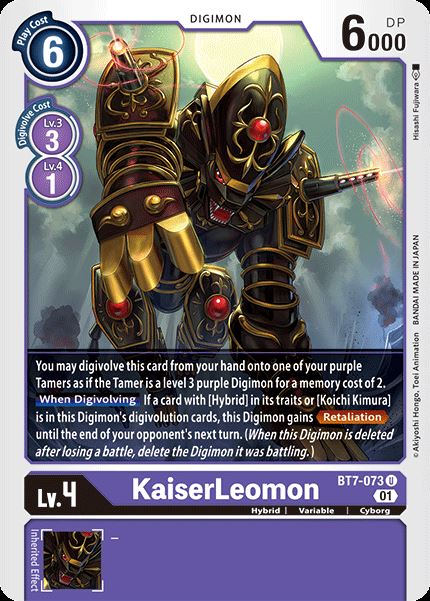 Play Cost
6
DIGIMON
DP
6000
Digivolve Cost
Lv.3
3
Lv.4
1
Hisashi Fujiwara
© Akiyoshi Hongo, Toei Animation BANDAI MADE IN JAPAN
You may digivolve this card from your hand onto one of your purple
Tamers as if the Tamer is a level 3 purple Digimon for a memory cost of 2.
When Digivolving If a card with [Hybrid] in its traits or [Koichi Kimura]
is in this Digimon's digivolution cards, this Digimon gains Retaliation
until the end of your opponent's next turn. (When this Digimon is deleted
after losing a battle, delete the Digimon it was battling.)
Lv.4
KaiserLeomon
BT7-073 U
01
Hybrid | Variable | Cyborg
Inherited Effect
–